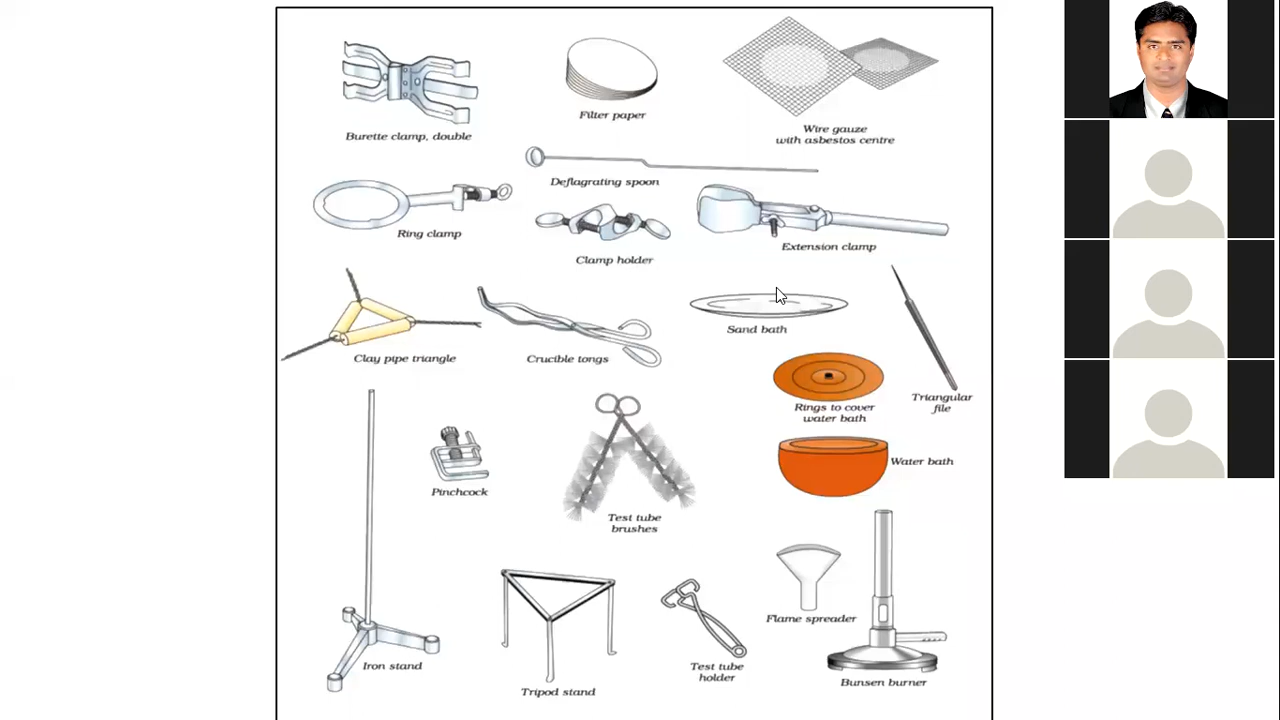 Burette clamp, double
Filter paper
Wire gauze
with asbestos centre
Deflagrating spoon
Ring clamp
Clamp holder
Extension clamp
Clay pipe triangle
Crucible tongs
Sand bath
Triangular
file
Rings to cover
water bath
Water bath
Pinchcock
Test tube
brushes
Iron stand
Tripod stand
Test tube
holder
Flame spreader
Bunsen burner